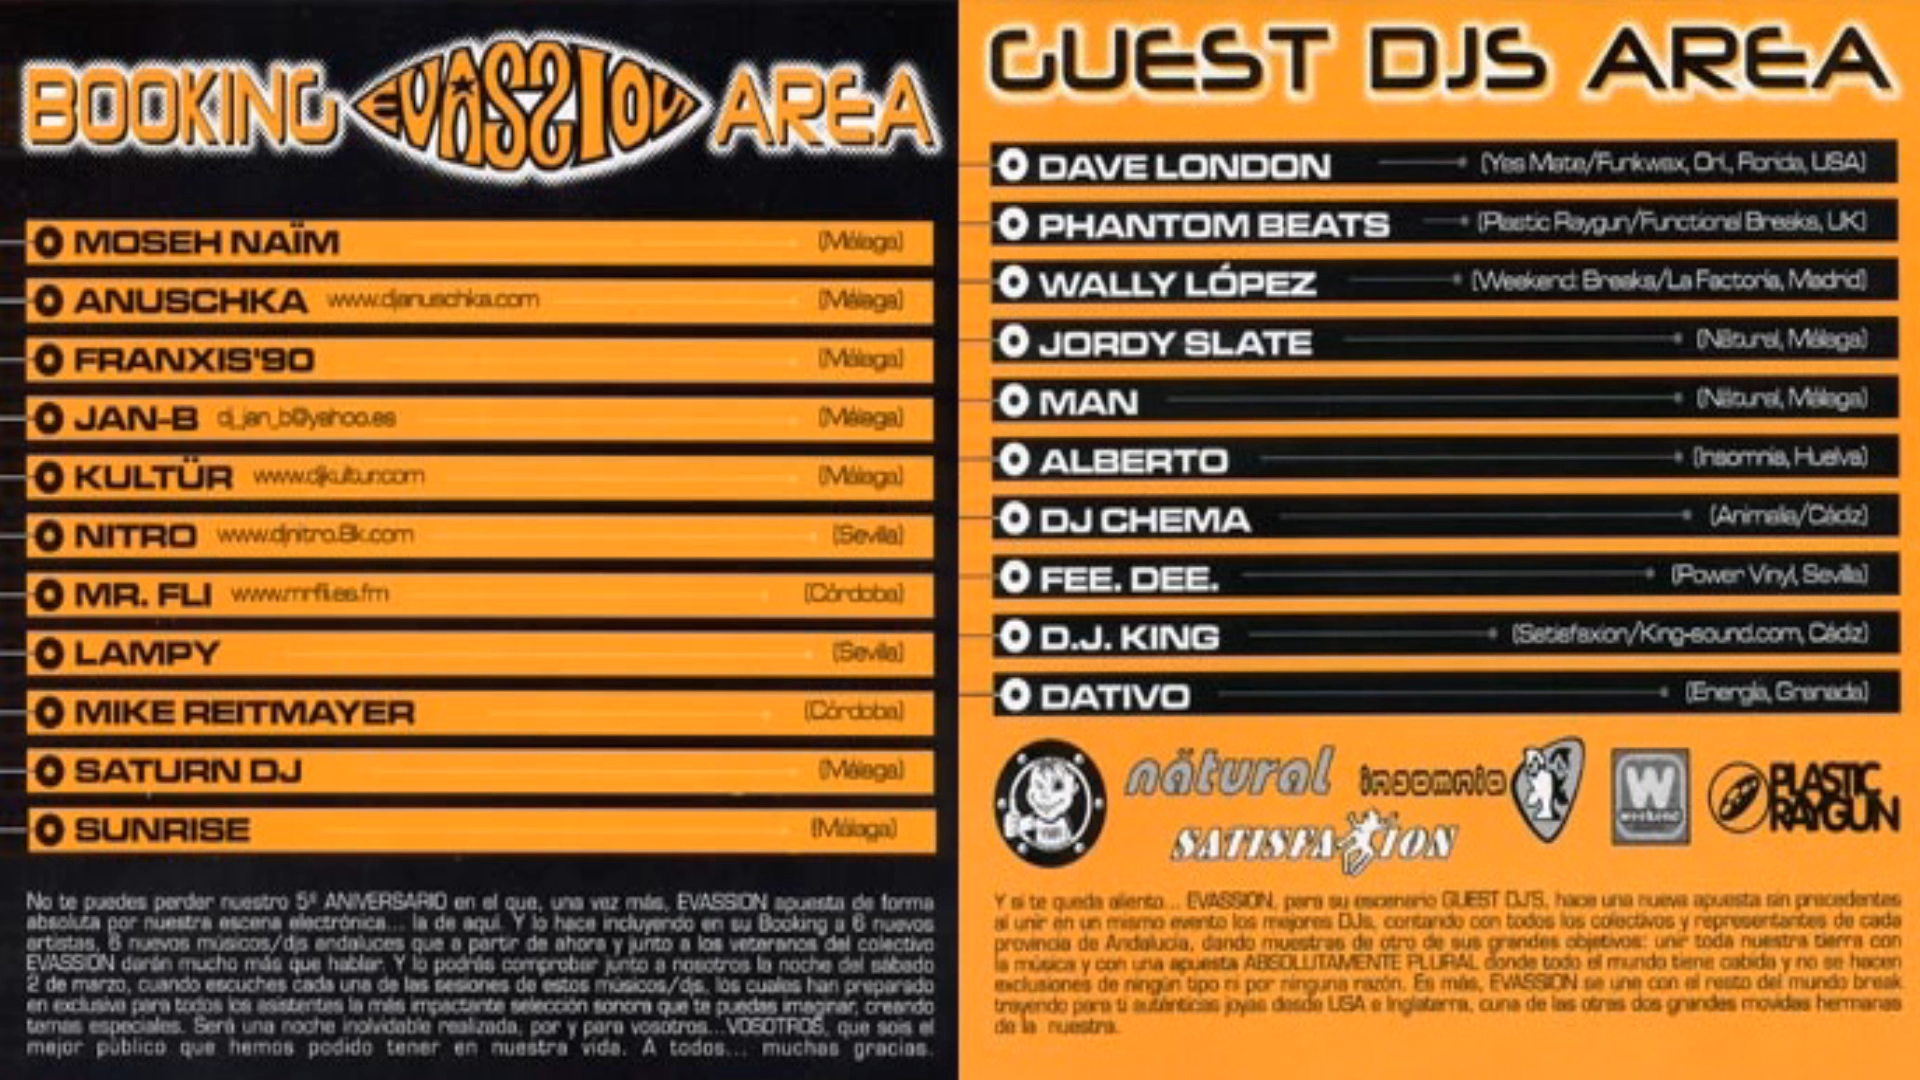 BOOKING EVASSION AREA
MOSEH NAÏM (Málaga)
ANUSCHKA www.djanuschka.com (Málaga)
FRANXIS'90 (Málaga)
JAN-B dj_jan_b@yahoo.es (Málaga)
KULTÜR www.djkultur.com (Málaga)
NITRO www.djnitro.8k.com (Sevilla)
MR. FLI www.mrfli.es.fm (Córdoba)
LAMPY (Sevilla)
MIKE REITMAYER (Córdoba)
SATURN DJ (Málaga)
SUNRISE (Málaga)
No te puedes perder nuestro 5º ANIVERSARIO en el que, una vez más, EVASSION apuesta de forma
absoluta por nuestra escena electrónica... la de aquí. Y lo hace incluyendo en su Booking a 6 nuevos
artistas, 6 nuevos músicos/djs andaluces que a partir de ahora y junto a los veteranos del colectivo
EVASSION darán mucho más que hablar. Y lo podrás comprobar junto a nosotros la noche del sábado
2 de marzo, cuando escuches cada una de las sesiones de estos músicos/djs, los cuales han preparado
en exclusiva para todos los asistentes la más impactante selección sonora que te puedas imaginar, creando
temas especiales. Será una noche inolvidable realizada, por y para vosotros...VOSOTROS, que sois el
mejor público que hemos podido tener en nuestra vida. A todos... muchas gracias.
GUEST DJS AREA
DAVE LONDON (Yes Mate/Funkwax, Orl., Florida, USA)
PHANTOM BEATS (Plastic Raygun/Functional Breaks, UK)
WALLY LÓPEZ (Weekend Breaks/La Factoría, Madrid)
JORDY SLATE (Nätural, Málaga)
MAN (Nätural, Málaga)
ALBERTO (Insomnia, Huelva)
DJ CHEMA (Animala/Cádiz)
FEE. DEE. (Power Vinyl, Sevilla)
D.J. KING (Satisfaxion/King-sound.com, Cádiz)
DATIVO (Energía, Granada)
nätural insomnia W weekend PLASTIC RAYGUN
SATISFAXION
Y si te queda aliento... EVASSION, para su escenario GUEST DJ'S, hace una nueva apuesta sin precedentes
al unir en un mismo evento los mejores DJs, contando con todos los colectivos y representantes de cada
provincia de Andalucía, dando muestras de otro de sus grandes objetivos: unir toda nuestra tierra con
la música y con una apuesta ABSOLUTAMENTE PLURAL donde todo el mundo tiene cabida y no se hacen
exclusiones de ningún tipo ni por ninguna razón. Es más, EVASSION se une con el resto del mundo break
trayendo para ti auténticas joyas desde USA e Inglaterra, cuna de las otras dos grandes movidas hermanas
de la nuestra.